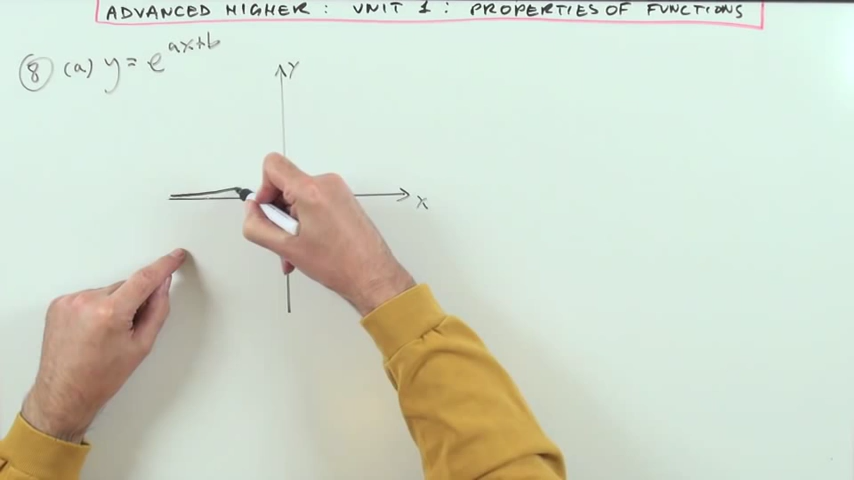 ADVANCED HIGHER : UNIT 1 : PROPERTIES OF FUNCTIONS
8 (a) y = e^{ax+b}
Y
X